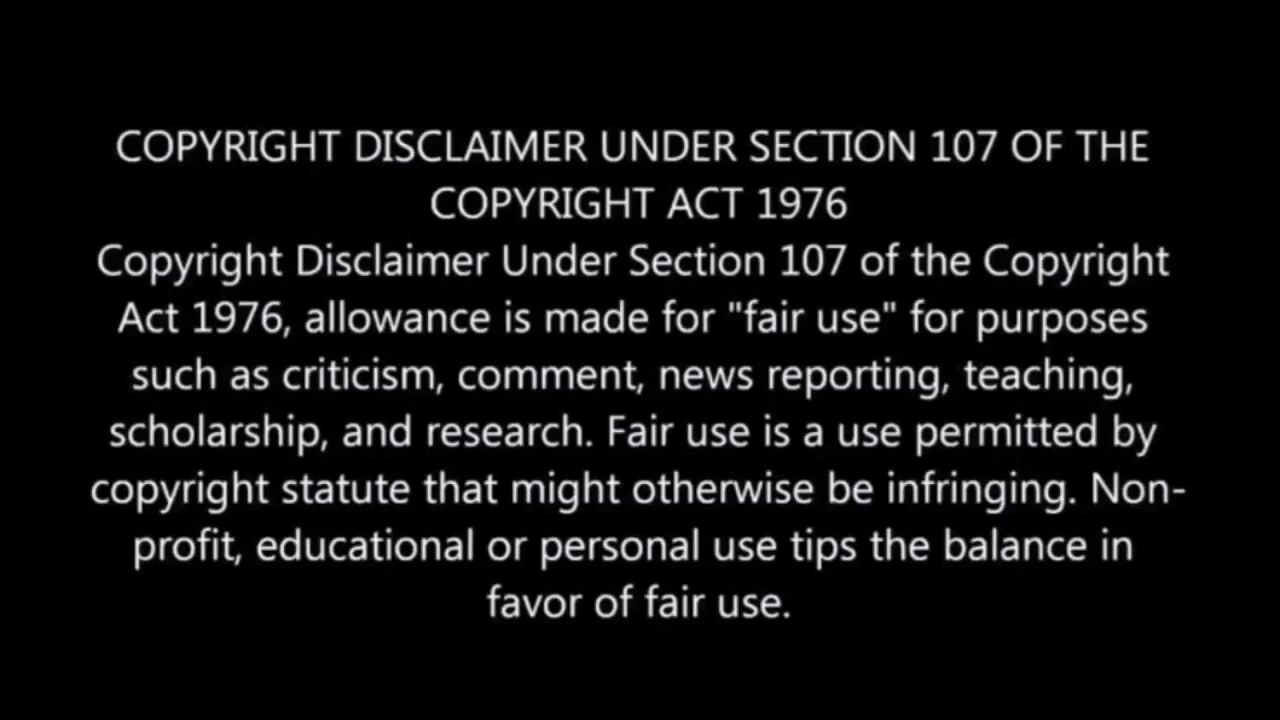 COPYRIGHT DISCLAIMER UNDER SECTION 107 OF THE
COPYRIGHT ACT 1976
Copyright Disclaimer Under Section 107 of the Copyright
Act 1976, allowance is made for "fair use" for purposes
such as criticism, comment, news reporting, teaching,
scholarship, and research. Fair use is a use permitted by
copyright statute that might otherwise be infringing. Non-
profit, educational or personal use tips the balance in
favor of fair use.